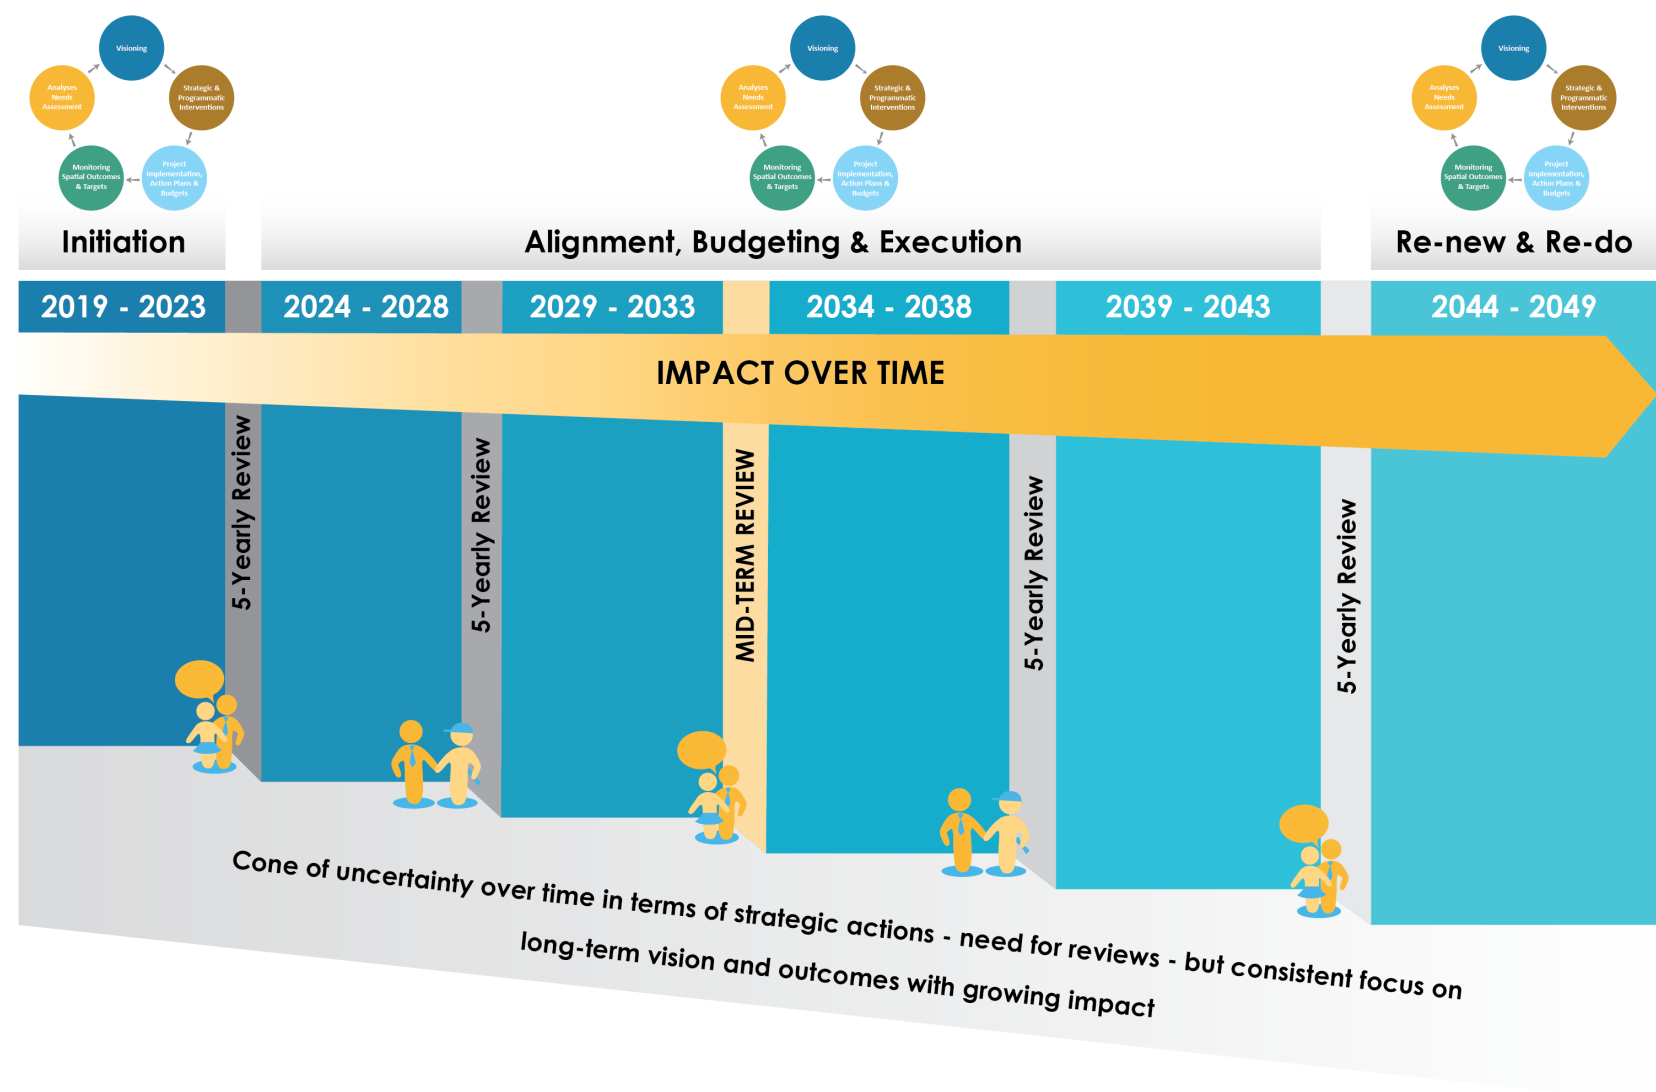 Visioning
Analyses
Needs
Assessment
Strategic &
Programmatic
Interventions
Monitoring
Spatial Outcomes
& Targets
Project
Implementation,
Action Plans &
Budgets
Visioning
Analyses
Needs
Assessment
Strategic &
Programmatic
Interventions
Monitoring
Spatial Outcomes
& Targets
Project
Implementation,
Action Plans &
Budgets
Visioning
Analyses
Needs
Assessment
Strategic &
Programmatic
Interventions
Monitoring
Spatial Outcomes
& Targets
Project
Implementation,
Action Plans &
Budgets
Initiation
Alignment, Budgeting & Execution
Re-new & Re-do
2019 - 2023
2024 - 2028
2029 - 2033
2034 - 2038
2039 - 2043
2044 - 2049
IMPACT OVER TIME
5-Yearly Review
5-Yearly Review
MID-TERM REVIEW
5-Yearly Review
5-Yearly Review
Cone of uncertainty over time in terms of strategic actions - need for reviews - but consistent focus on
long-term vision and outcomes with growing impact